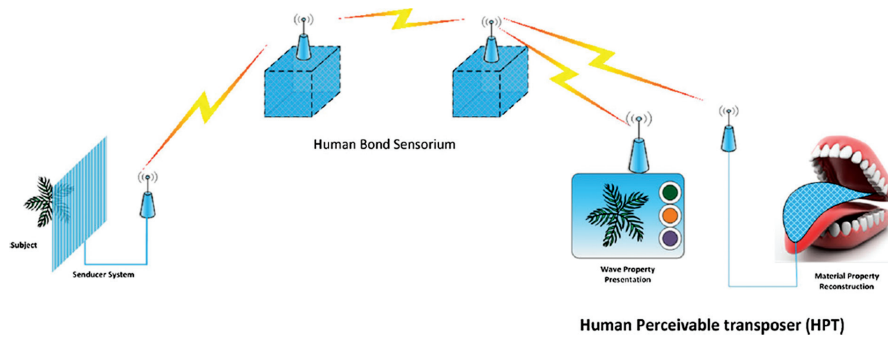 Human Bond Sensorium
Subject
Senducer System
Wave Property
Presentation
Material Property
Reconstruction
Human Perceivable transposer (HPT)